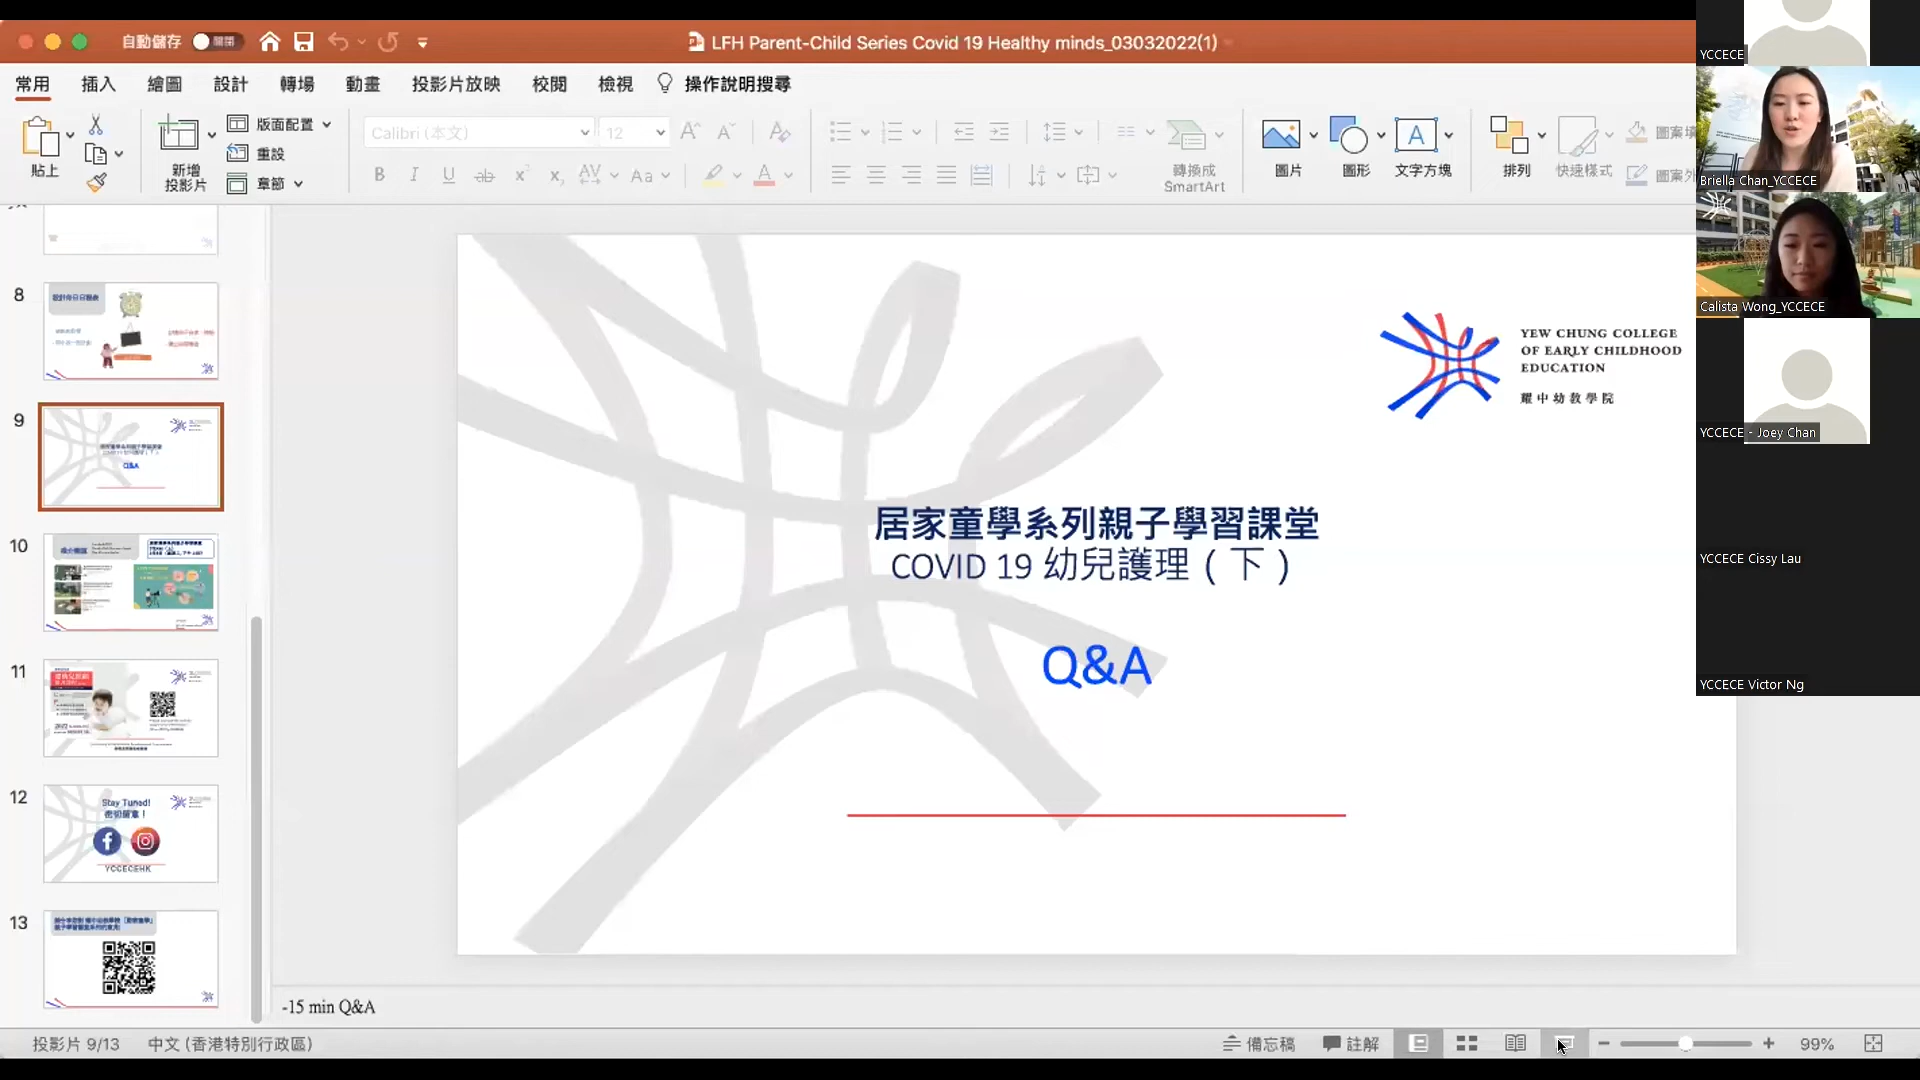 自動儲存
LFH Parent-Child Series Covid 19 Healthy minds_03032022(1)
常用 插入 繪圖 設計 轉場 動畫 投影片放映 校閱 檢視 操作說明搜尋
貼上
新增
投影片
版面配置
重設
章節
Calibri (本文) 12
轉換成
SmartArt
圖片
圖形
文字方塊
排列
快速樣式
8
9
Q&A
10
11
12
Stay Tuned!
密切留意！
YCCECEHK
13
YEW CHUNG COLLEGE
OF EARLY CHILDHOOD
EDUCATION
耀中幼教學院
居家童學系列親子學習課堂
COVID 19 幼兒護理（下）
Q&A
-15 min Q&A
投影片 9/13 中文 (香港特別行政區)
備忘稿 註解 99%
YCCECE
Briella Chan_YCCECE
Calista Wong_YCCECE
YCCECE - Joey Chan
YCCECE Cissy Lau
YCCECE Victor Ng